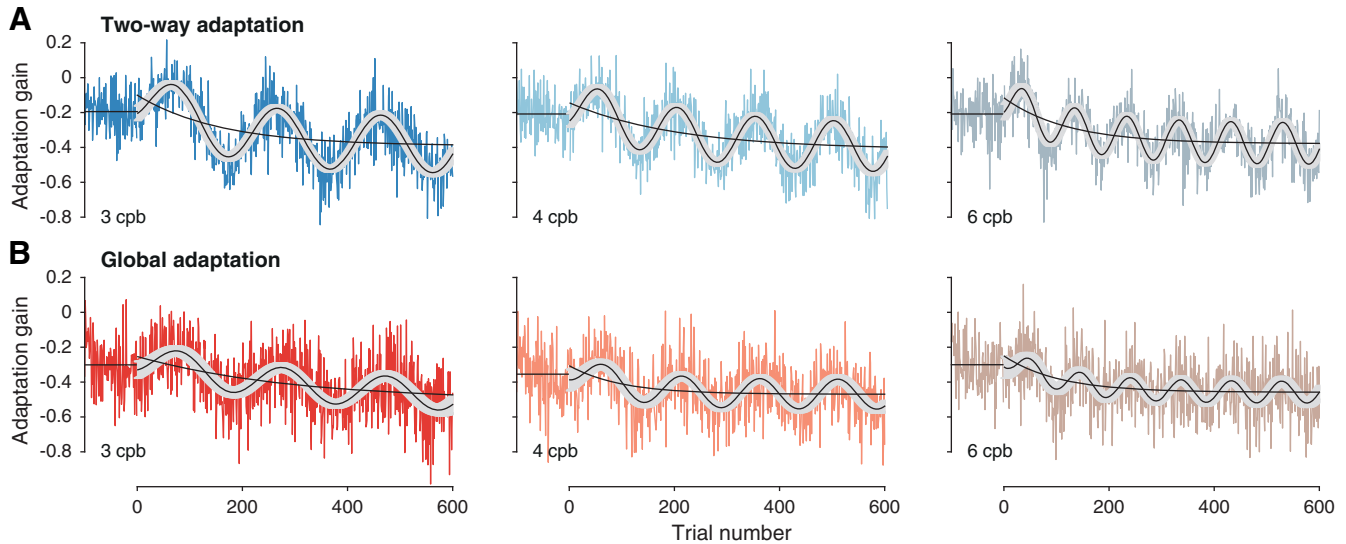 A
Two-way adaptation
Adaptation gain
0.2
0
-0.2
-0.4
-0.6
-0.8
3 cpb
4 cpb
6 cpb
B
Global adaptation
Adaptation gain
0.2
0
-0.2
-0.4
-0.6
-0.8
3 cpb
4 cpb
6 cpb
0 200 400 600
0 200 400 600
0 200 400 600
Trial number